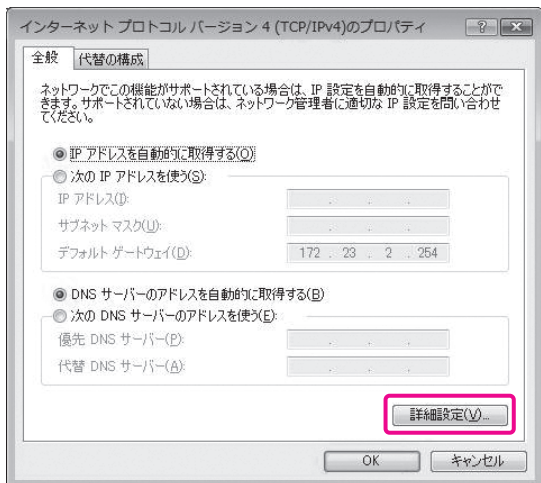 インターネット プロトコル バージョン 4 (TCP/IPv4)のプロパティ
全般 代替の構成
ネットワークでこの機能がサポートされている場合は、IP 設定を自動的に取得することがで
きます。サポートされていない場合は、ネットワーク管理者に適切な IP 設定を問い合わせ
てください。
IP アドレスを自動的に取得する(O)
次の IP アドレスを使う(S):
IP アドレス(I):
サブネット マスク(U):
デフォルト ゲートウェイ(D): 172 . 23 . 2 . 254
DNS サーバーのアドレスを自動的に取得する(B)
次の DNS サーバーのアドレスを使う(E):
優先 DNS サーバー(P):
代替 DNS サーバー(A):
詳細設定(V)...
OK キャンセル